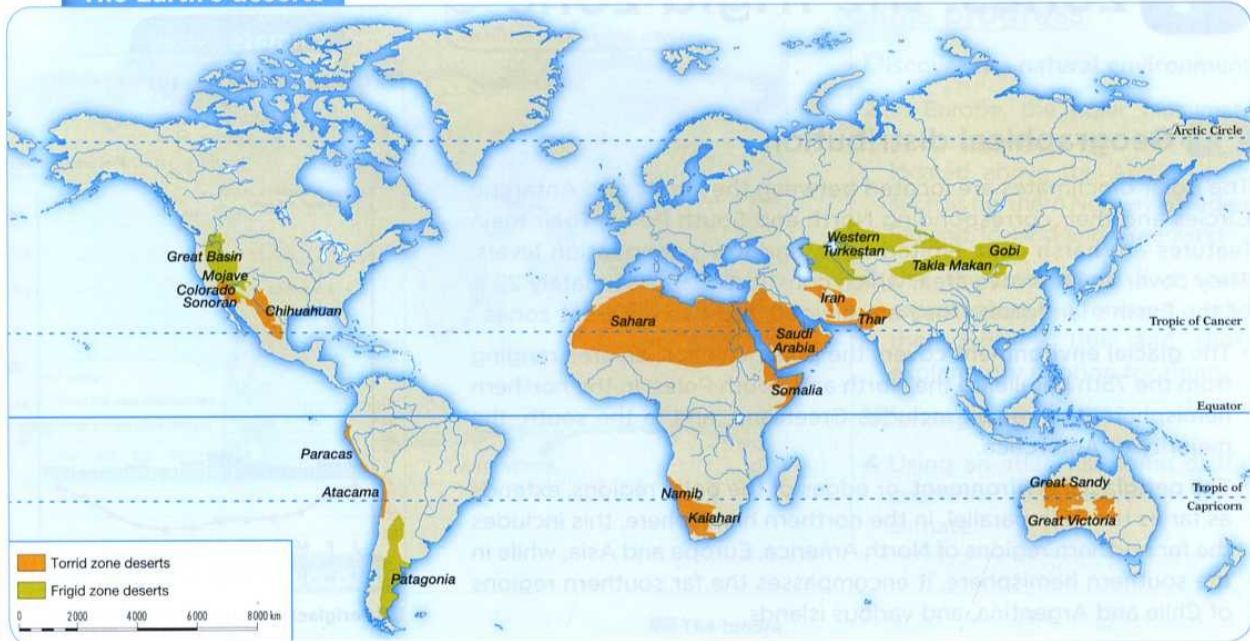 The Earth's deserts
Arctic Circle
Great Basin
Mojave
Colorado
Sonoran
Chihuahuan
Western
Turkestan
Gobi
Takla Makan
Iran
Thar
Sahara
Saudi
Arabia
Tropic of Cancer
Somalia
Equator
Paracas
Atacama
Namib
Kalahari
Great Sandy
Great Victoria
Tropic of
Capricorn
Patagonia
Torrid zone deserts
Frigid zone deserts
0 2000 4000 6000 8000 km